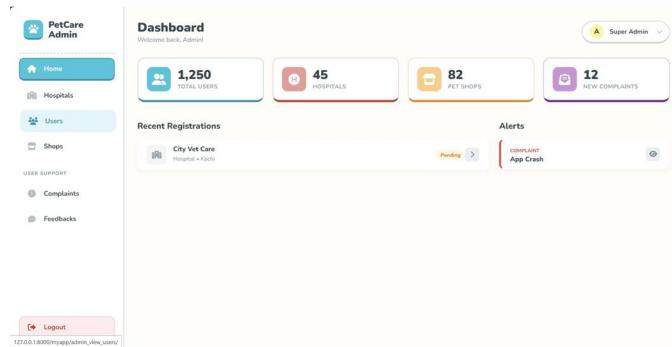 PetCare
Admin
Home
Hospitals
Users
Shops
USER SUPPORT
Complaints
Feedbacks
Logout
127.0.0.1:8000/myapp/admin_view_users/
Dashboard
Welcome back, Admin!
A Super Admin
1,250
TOTAL USERS
H
45
HOSPITALS
82
PET SHOPS
12
NEW COMPLAINTS
Recent Registrations
City Vet Care
Hospital • Kochi
Pending
Alerts
COMPLAINT
App Crash